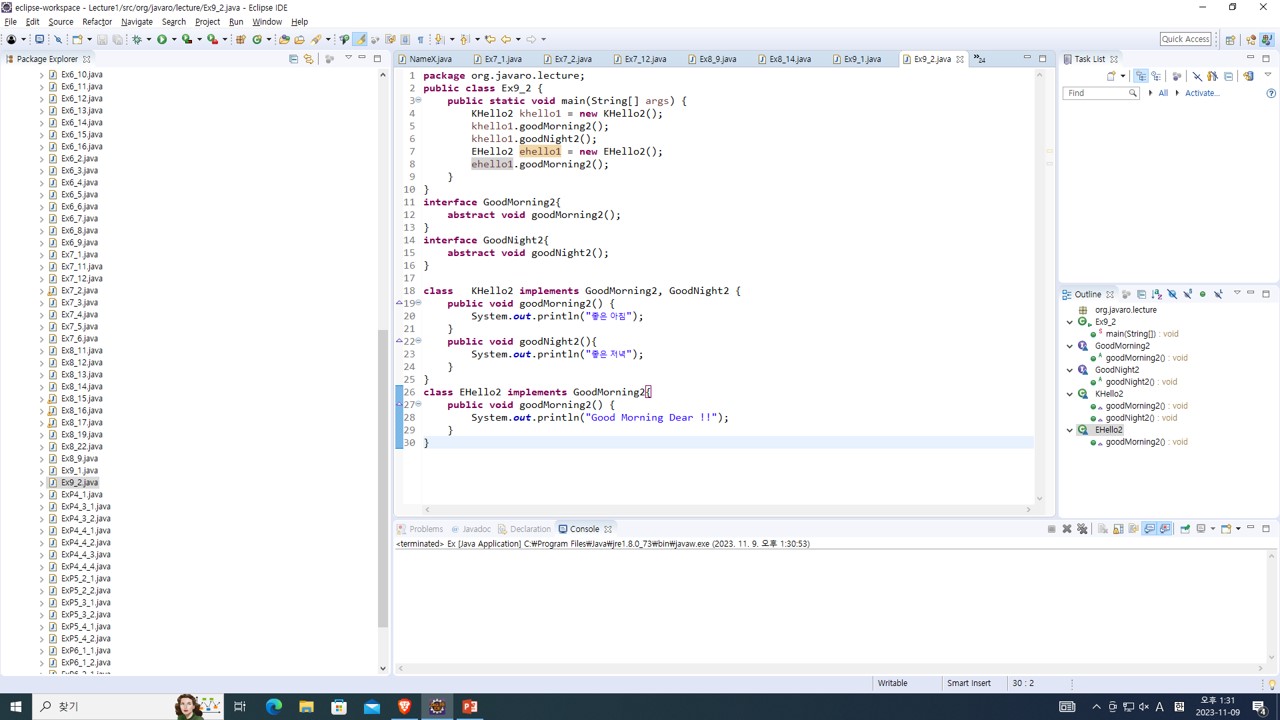 eclipse-workspace - Lecture1/src/org/javaro/lecture/Ex9_2.java - Eclipse IDE
File Edit Source Refactor Navigate Search Project Run Window Help
Quick Access
Package Explorer
Ex6_10.java
Ex6_11.java
Ex6_12.java
Ex6_13.java
Ex6_14.java
Ex6_15.java
Ex6_16.java
Ex6_2.java
Ex6_3.java
Ex6_4.java
Ex6_5.java
Ex6_6.java
Ex6_7.java
Ex6_8.java
Ex6_9.java
Ex7_1.java
Ex7_11.java
Ex7_12.java
Ex7_2.java
Ex7_3.java
Ex7_4.java
Ex7_5.java
Ex7_6.java
Ex8_11.java
Ex8_12.java
Ex8_13.java
Ex8_14.java
Ex8_15.java
Ex8_16.java
Ex8_17.java
Ex8_19.java
Ex8_22.java
Ex8_9.java
Ex9_1.java
Ex9_2.java
ExP4_1.java
ExP4_3_1.java
ExP4_3_2.java
ExP4_4_1.java
ExP4_4_2.java
ExP4_4_3.java
ExP4_4_4.java
ExP5_2_1.java
ExP5_2_2.java
ExP5_3_1.java
ExP5_3_2.java
ExP5_4_1.java
ExP5_4_2.java
ExP6_1_1.java
ExP6_1_2.java
NameX.java Ex7_1.java Ex7_2.java Ex7_12.java Ex8_9.java Ex8_14.java Ex9_1.java Ex9_2.java 24
1 package org.javaro.lecture;
2 public class Ex9_2 {
3 public static void main(String[] args) {
4 KHello2 khello1 = new KHello2();
5 khello1.goodMorning2();
6 khello1.goodNight2();
7 EHello2 ehello1 = new EHello2();
8 ehello1.goodMorning2();
9 }
10 }
11 interface GoodMorning2{
12 abstract void goodMorning2();
13 }
14 interface GoodNight2{
15 abstract void goodNight2();
16 }
17
18 class   KHello2 implements GoodMorning2, GoodNight2 {
19 public void goodMorning2() {
20 System.out.println("좋은 아침");
21 }
22 public void goodNight2(){
23 System.out.println("좋은 저녁");
24 }
25 }
26 class EHello2 implements GoodMorning2{
27 public void goodMorning2() {
28 System.out.println("Good Morning Dear !!");
29 }
30 }
Task List
Find All Activate...
Outline
org.javaro.lecture
Ex9_2
main(String[]) : void
GoodMorning2
goodMorning2() : void
GoodNight2
goodNight2() : void
KHello2
goodMorning2() : void
goodNight2() : void
EHello2
goodMorning2() : void
Problems Javadoc Declaration Console
<terminated> Ex [Java Application] C:₩Program Files₩Java₩jre1.8.0_73₩bin₩javaw.exe (2023. 11. 9. 오후 1:30:53)
Writable Smart Insert 30 : 2
찾기
A
오후 1:31
2023-11-09
4